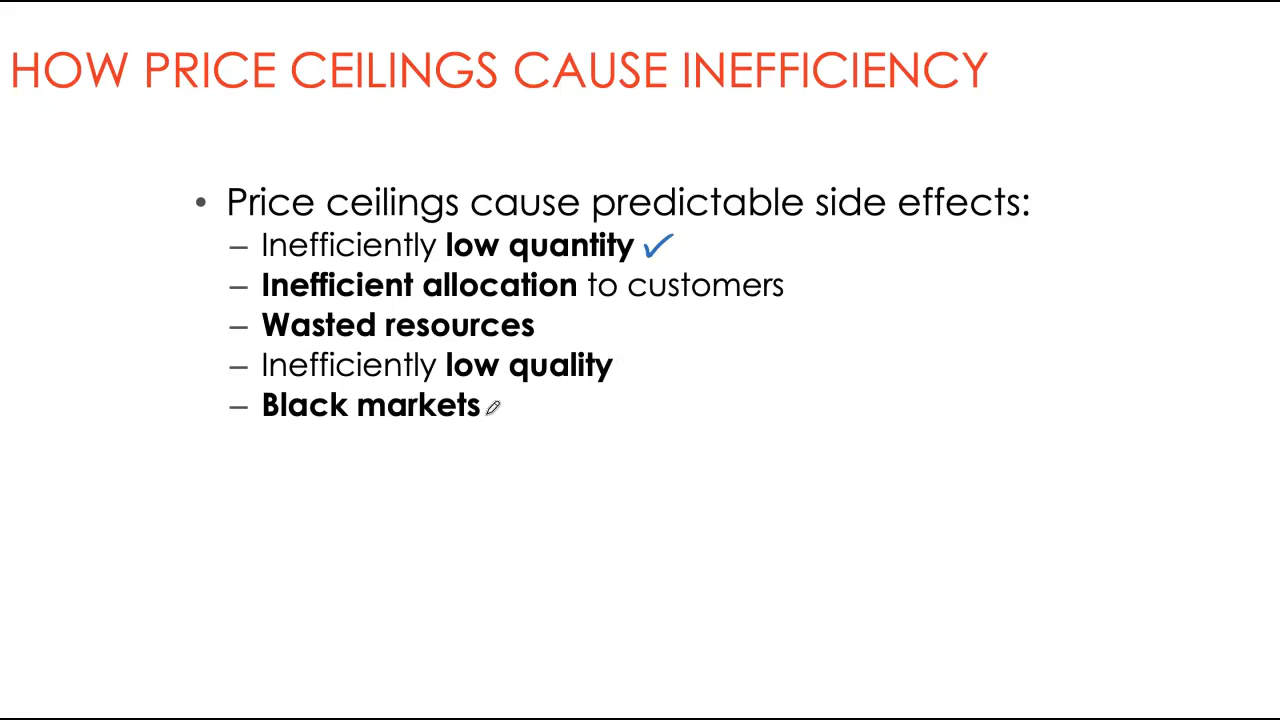 HOW PRICE CEILINGS CAUSE INEFFICIENCY
• Price ceilings cause predictable side effects:
– Inefficiently low quantity ✓
– Inefficient allocation to customers
– Wasted resources
– Inefficiently low quality
– Black markets